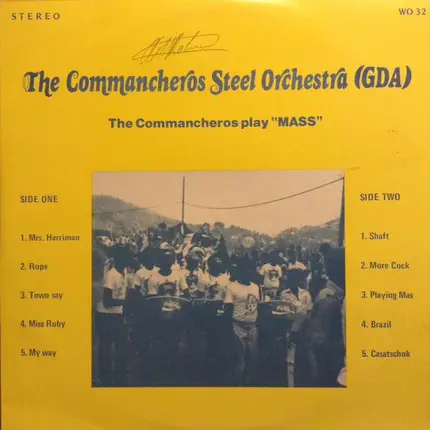 STEREO
WO 32
The Commancheros Steel Orchestra (GDA)
The Commancheros play "MASS"
SIDE ONE
1. Mrs. Harriman
2. Rope
3. Town say
4. Miss Ruby
5. My way
SIDE TWO
1. Shaft
2. More Cock
3. Playing Mas
4. Brazil
5. Casatschok